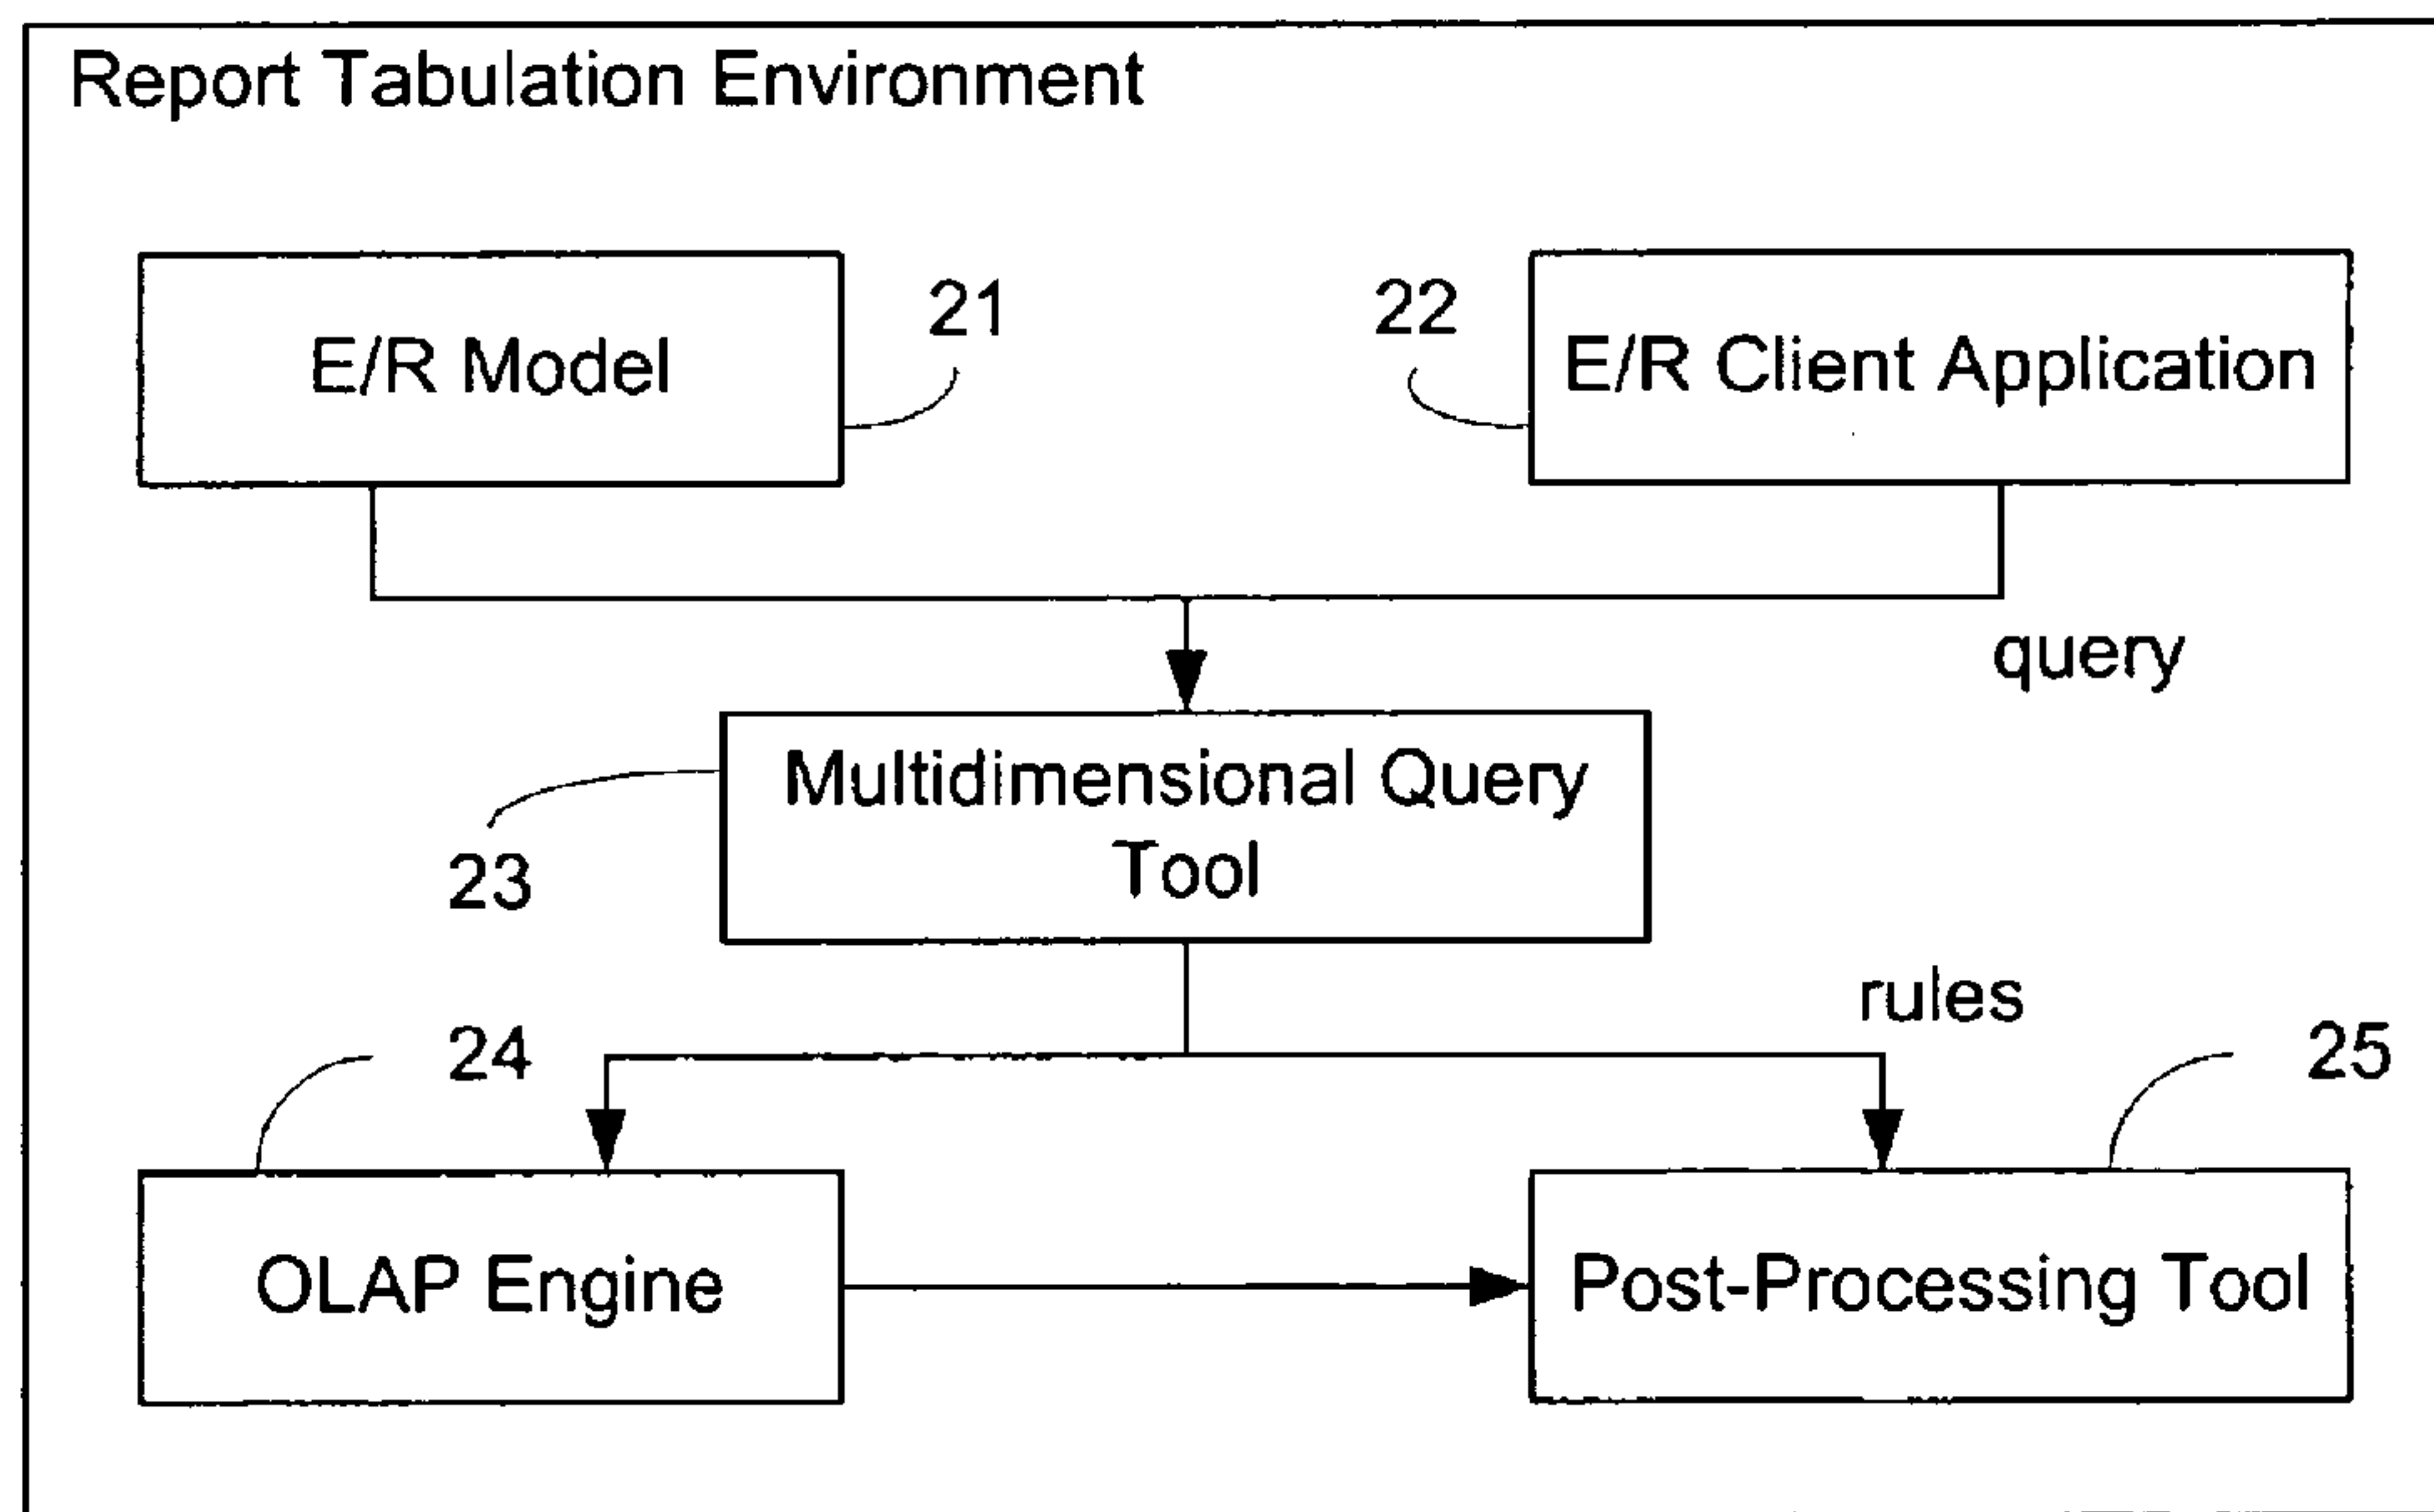 Report Tabulation Environment
E/R Model
21
22
E/R Client Application
query
Multidimensional Query
Tool
23
rules
24
25
OLAP Engine
Post-Processing Tool